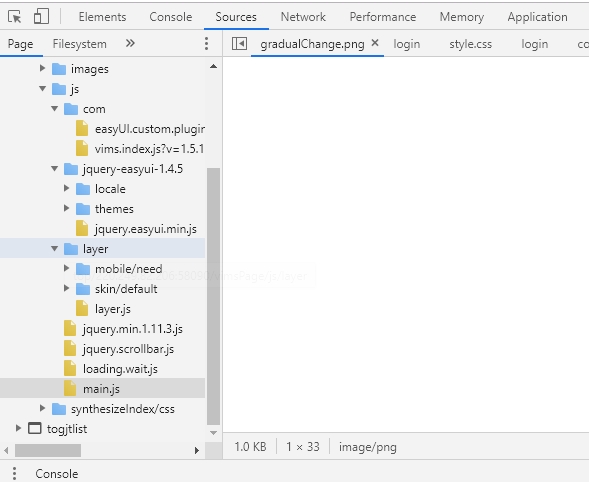 Elements Console Sources Network Performance Memory Application
Page Filesystem »
gradualChange.png × login style.css login co
images
js
com
easyUI.custom.plugin
vims.index.js?v=1.5.1
jquery-easyui-1.4.5
locale
themes
jquery.easyui.min.js
layer
mobile/need
skin/default
layer.js
jquery.min.1.11.3.js
jquery.scrollbar.js
loading.wait.js
main.js
synthesizeIndex/css
togjtlist
1.0 KB 1 × 33 image/png
Console